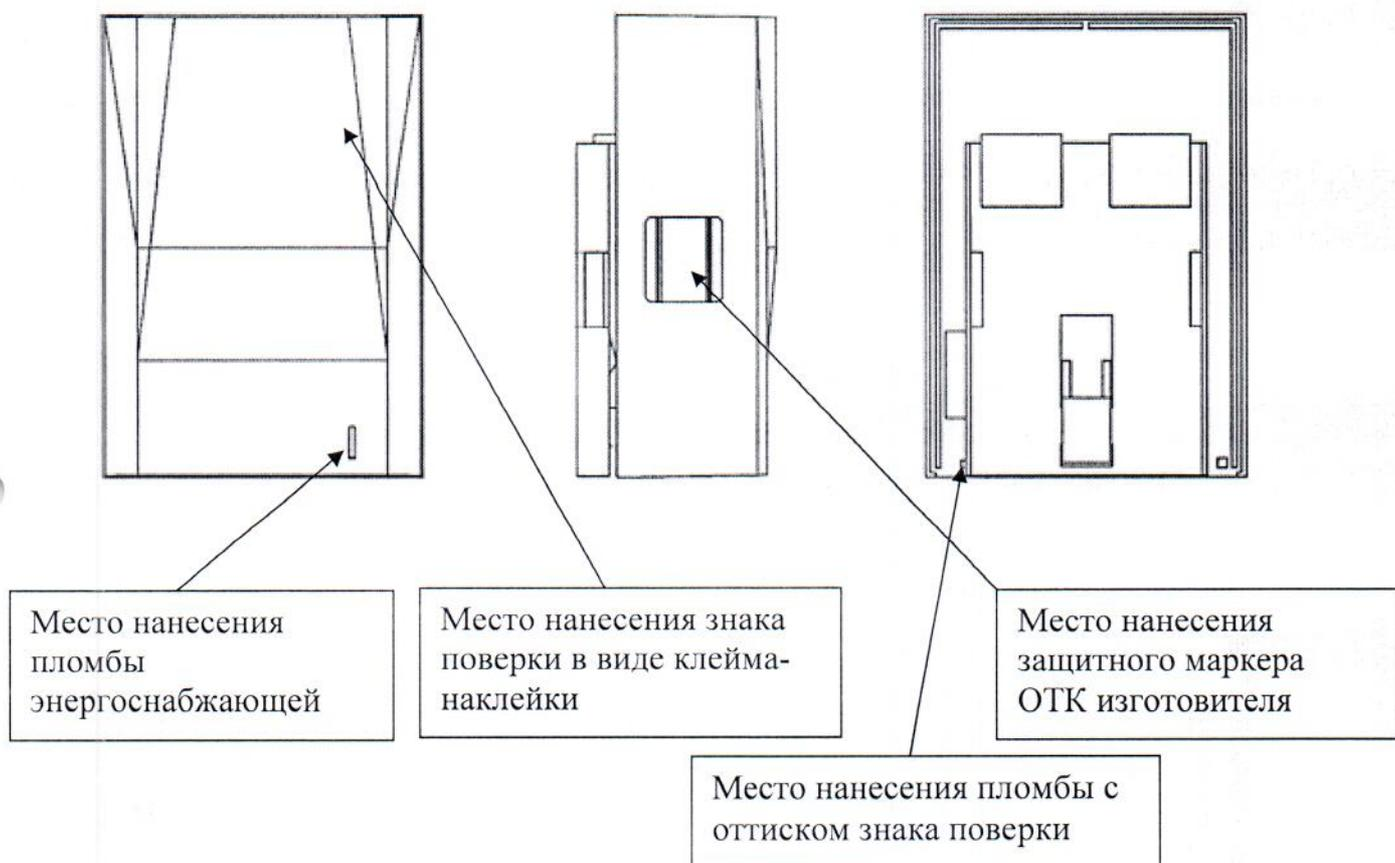 Место нанесения
пломбы
энергоснабжающей
Место нанесения знака
поверки в виде клейма-
наклейки
Место нанесения
защитного маркера
ОТК изготовителя
Место нанесения пломбы с
оттиском знака поверки